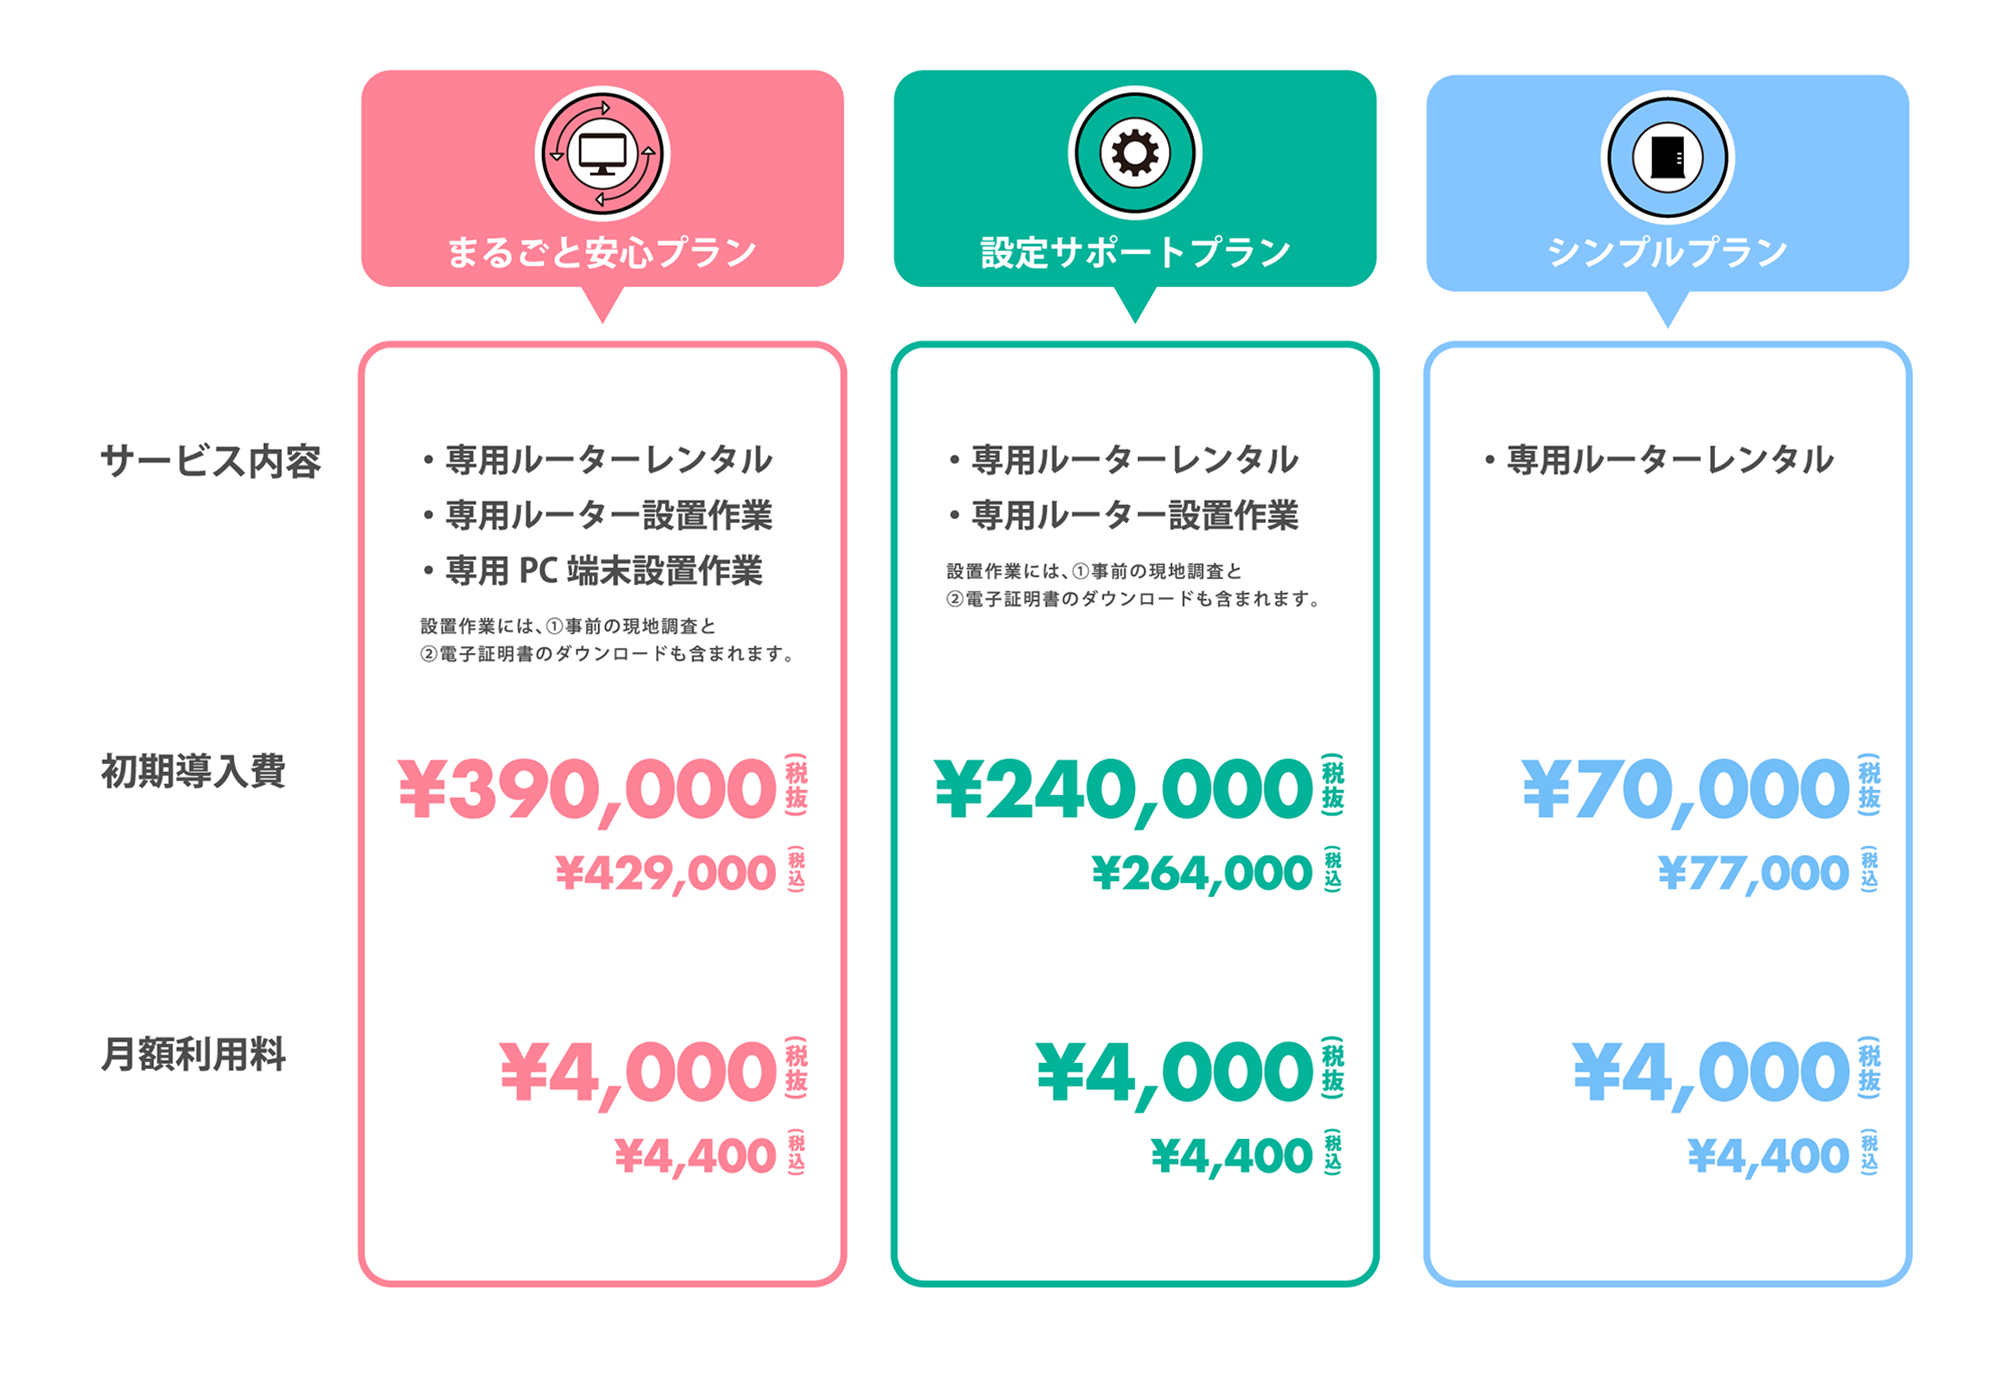 まるごと安心プラン
設定サポートプラン
シンプルプラン
サービス内容
・専用ルーターレンタル
・専用ルーター設置作業
・専用 PC 端末設置作業
設置作業には、①事前の現地調査と
②電子証明書のダウンロードも含まれます。
・専用ルーターレンタル
・専用ルーター設置作業
設置作業には、①事前の現地調査と
②電子証明書のダウンロードも含まれます。
・専用ルーターレンタル
初期導入費
¥390,000(税抜)
¥429,000(税込)
¥240,000(税抜)
¥264,000(税込)
¥70,000(税抜)
¥77,000(税込)
月額利用料
¥4,000(税抜)
¥4,400(税込)
¥4,000(税抜)
¥4,400(税込)
¥4,000(税抜)
¥4,400(税込)